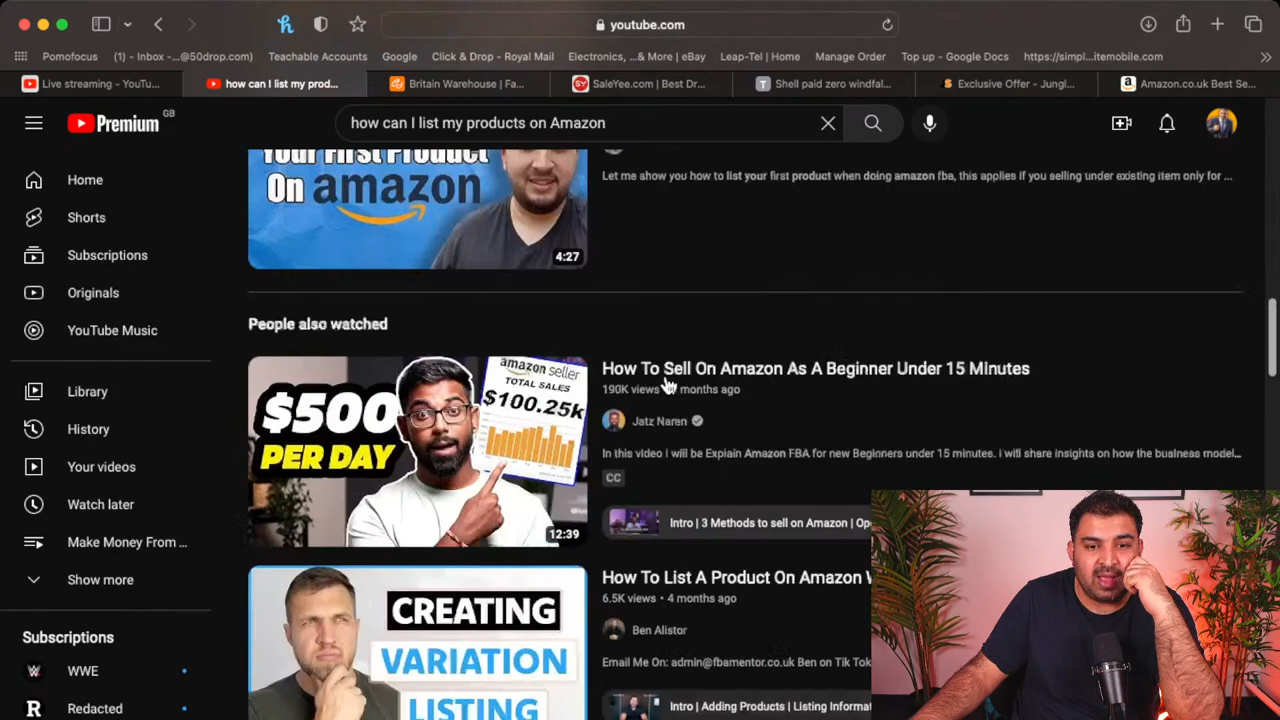 youtube.com
Pomofocus
(1) - Inbox -...@50drop.com)
Teachable Accounts
Google
Click & Drop - Royal Mail
Electronics, ...& More | eBay
Leap-Tel | Home
Manage Order
Top up - Google Docs
https://simpl...itemobile.com
Live streaming - YouTu...
how can I list my prod...
Britain Warehouse | Fa...
SaleYee.com | Best Dr...
T
Shell paid zero windfal...
Exclusive Offer - Jungl...
Amazon.co.uk Best Se...
Premium GB
how can I list my products on Amazon
Home
Shorts
Subscriptions
Originals
YouTube Music
Library
History
Your videos
Watch later
Make Money From ...
Show more
Subscriptions
WWE
Redacted
Your First Product
On amazon
4:27
Let me ahow you how to list your first product when doing amazon fba, this applies if you selling under existing item only for ...
People also watched
$500
PER DAY
amazon seller
TOTAL SALES
$100.25k
12:39
How To Sell On Amazon As A Beginner Under 15 Minutes
190K views
months ago
Jatz Naren
In this video i will be Expian Amazon FBA for new Beginners under 15 minutes. i will share insights on how the business model...
CC
Intro | 3 Methods to sell on Amazon | Op
CREATING
VARIATION
LISTING
How To List A Product On Amazon
6.5K views • 4 months ago
Ben Alistor
Email Me On: admin@fbamentor.co.uk Ben on Tik Tok
Intro | Adding Products | Listing Informa